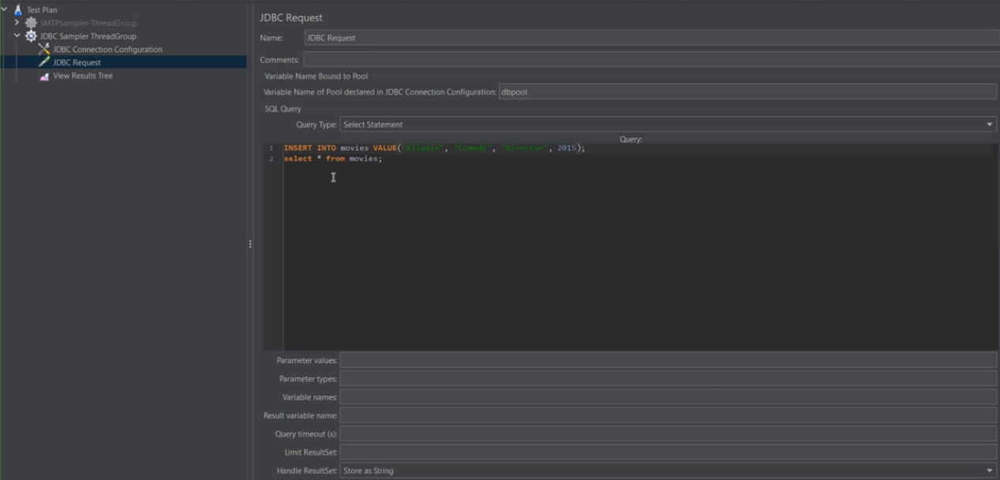 Test Plan
SMTPSampler-ThreadGroup
JDBC Sampler ThreadGroup
JDBC Connection Configuration
JDBC Request
View Results Tree
JDBC Request
Name: JDBC Request
Comments:
Variable Name Bound to Pool
Variable Name of Pool declared in JDBC Connection Configuration: dbpool
SQL Query
Query Type: Select Statement
Query:
1 INSERT INTO movies VALUE("Alladin", "Comedy", "Director", 2015);
2 select * from movies;
Parameter values:
Parameter types:
Variable names:
Result variable name:
Query timeout (s):
Limit ResultSet:
Handle ResultSet: Store as String